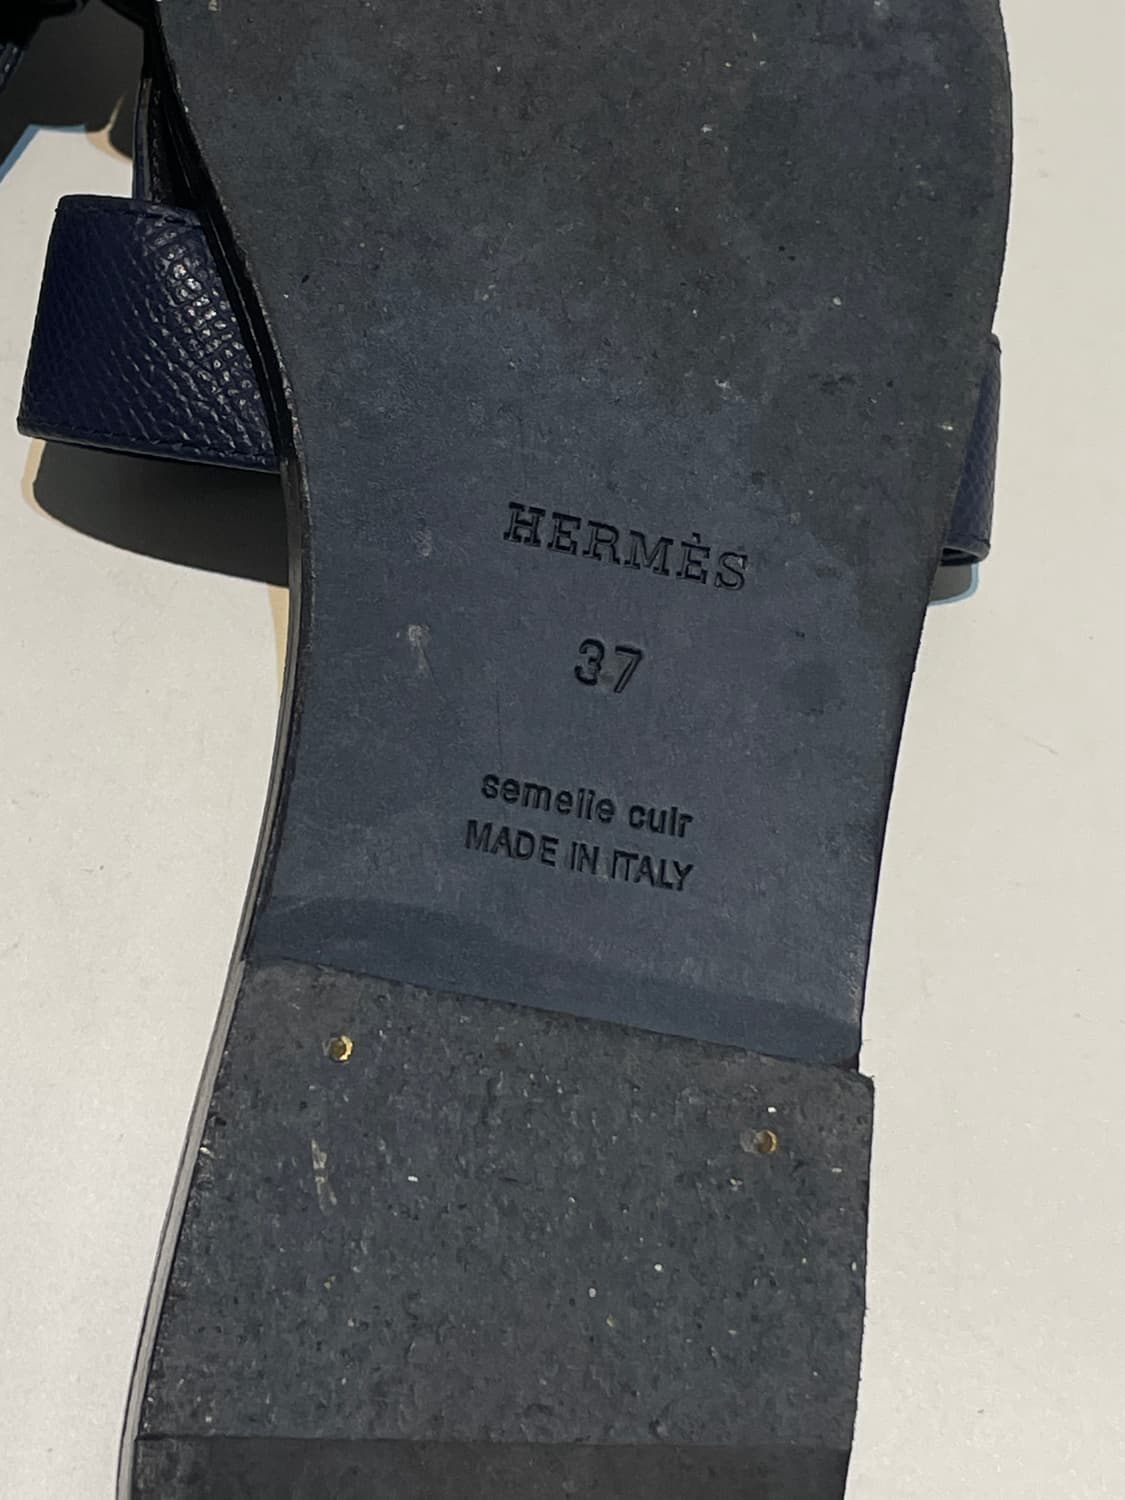 HERMÈS
37
semelle cuir
MADE IN ITALY